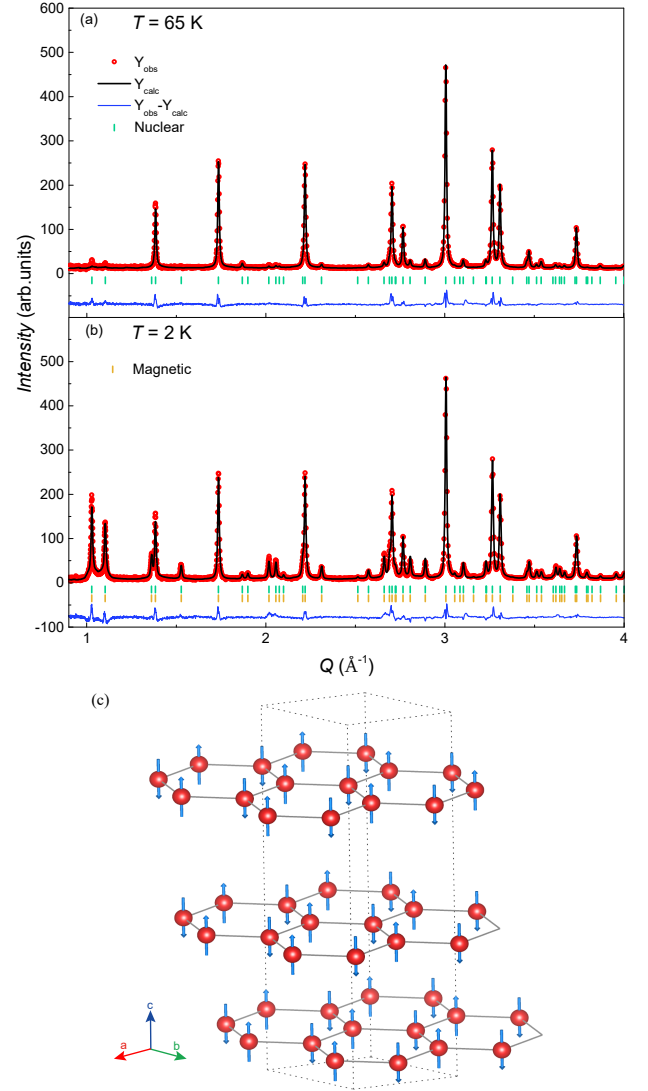 (a)
T = 65 K
600
500
400
300
200
100
0
Y_obs
Y_calc
Y_obs-Y_calc
Nuclear
(b)
T = 2 K
Magnetic
500
400
300
200
100
0
-100
Intensity (arb.units)
1
2
3
4
Q (Å⁻¹)
(c)
c
a
b